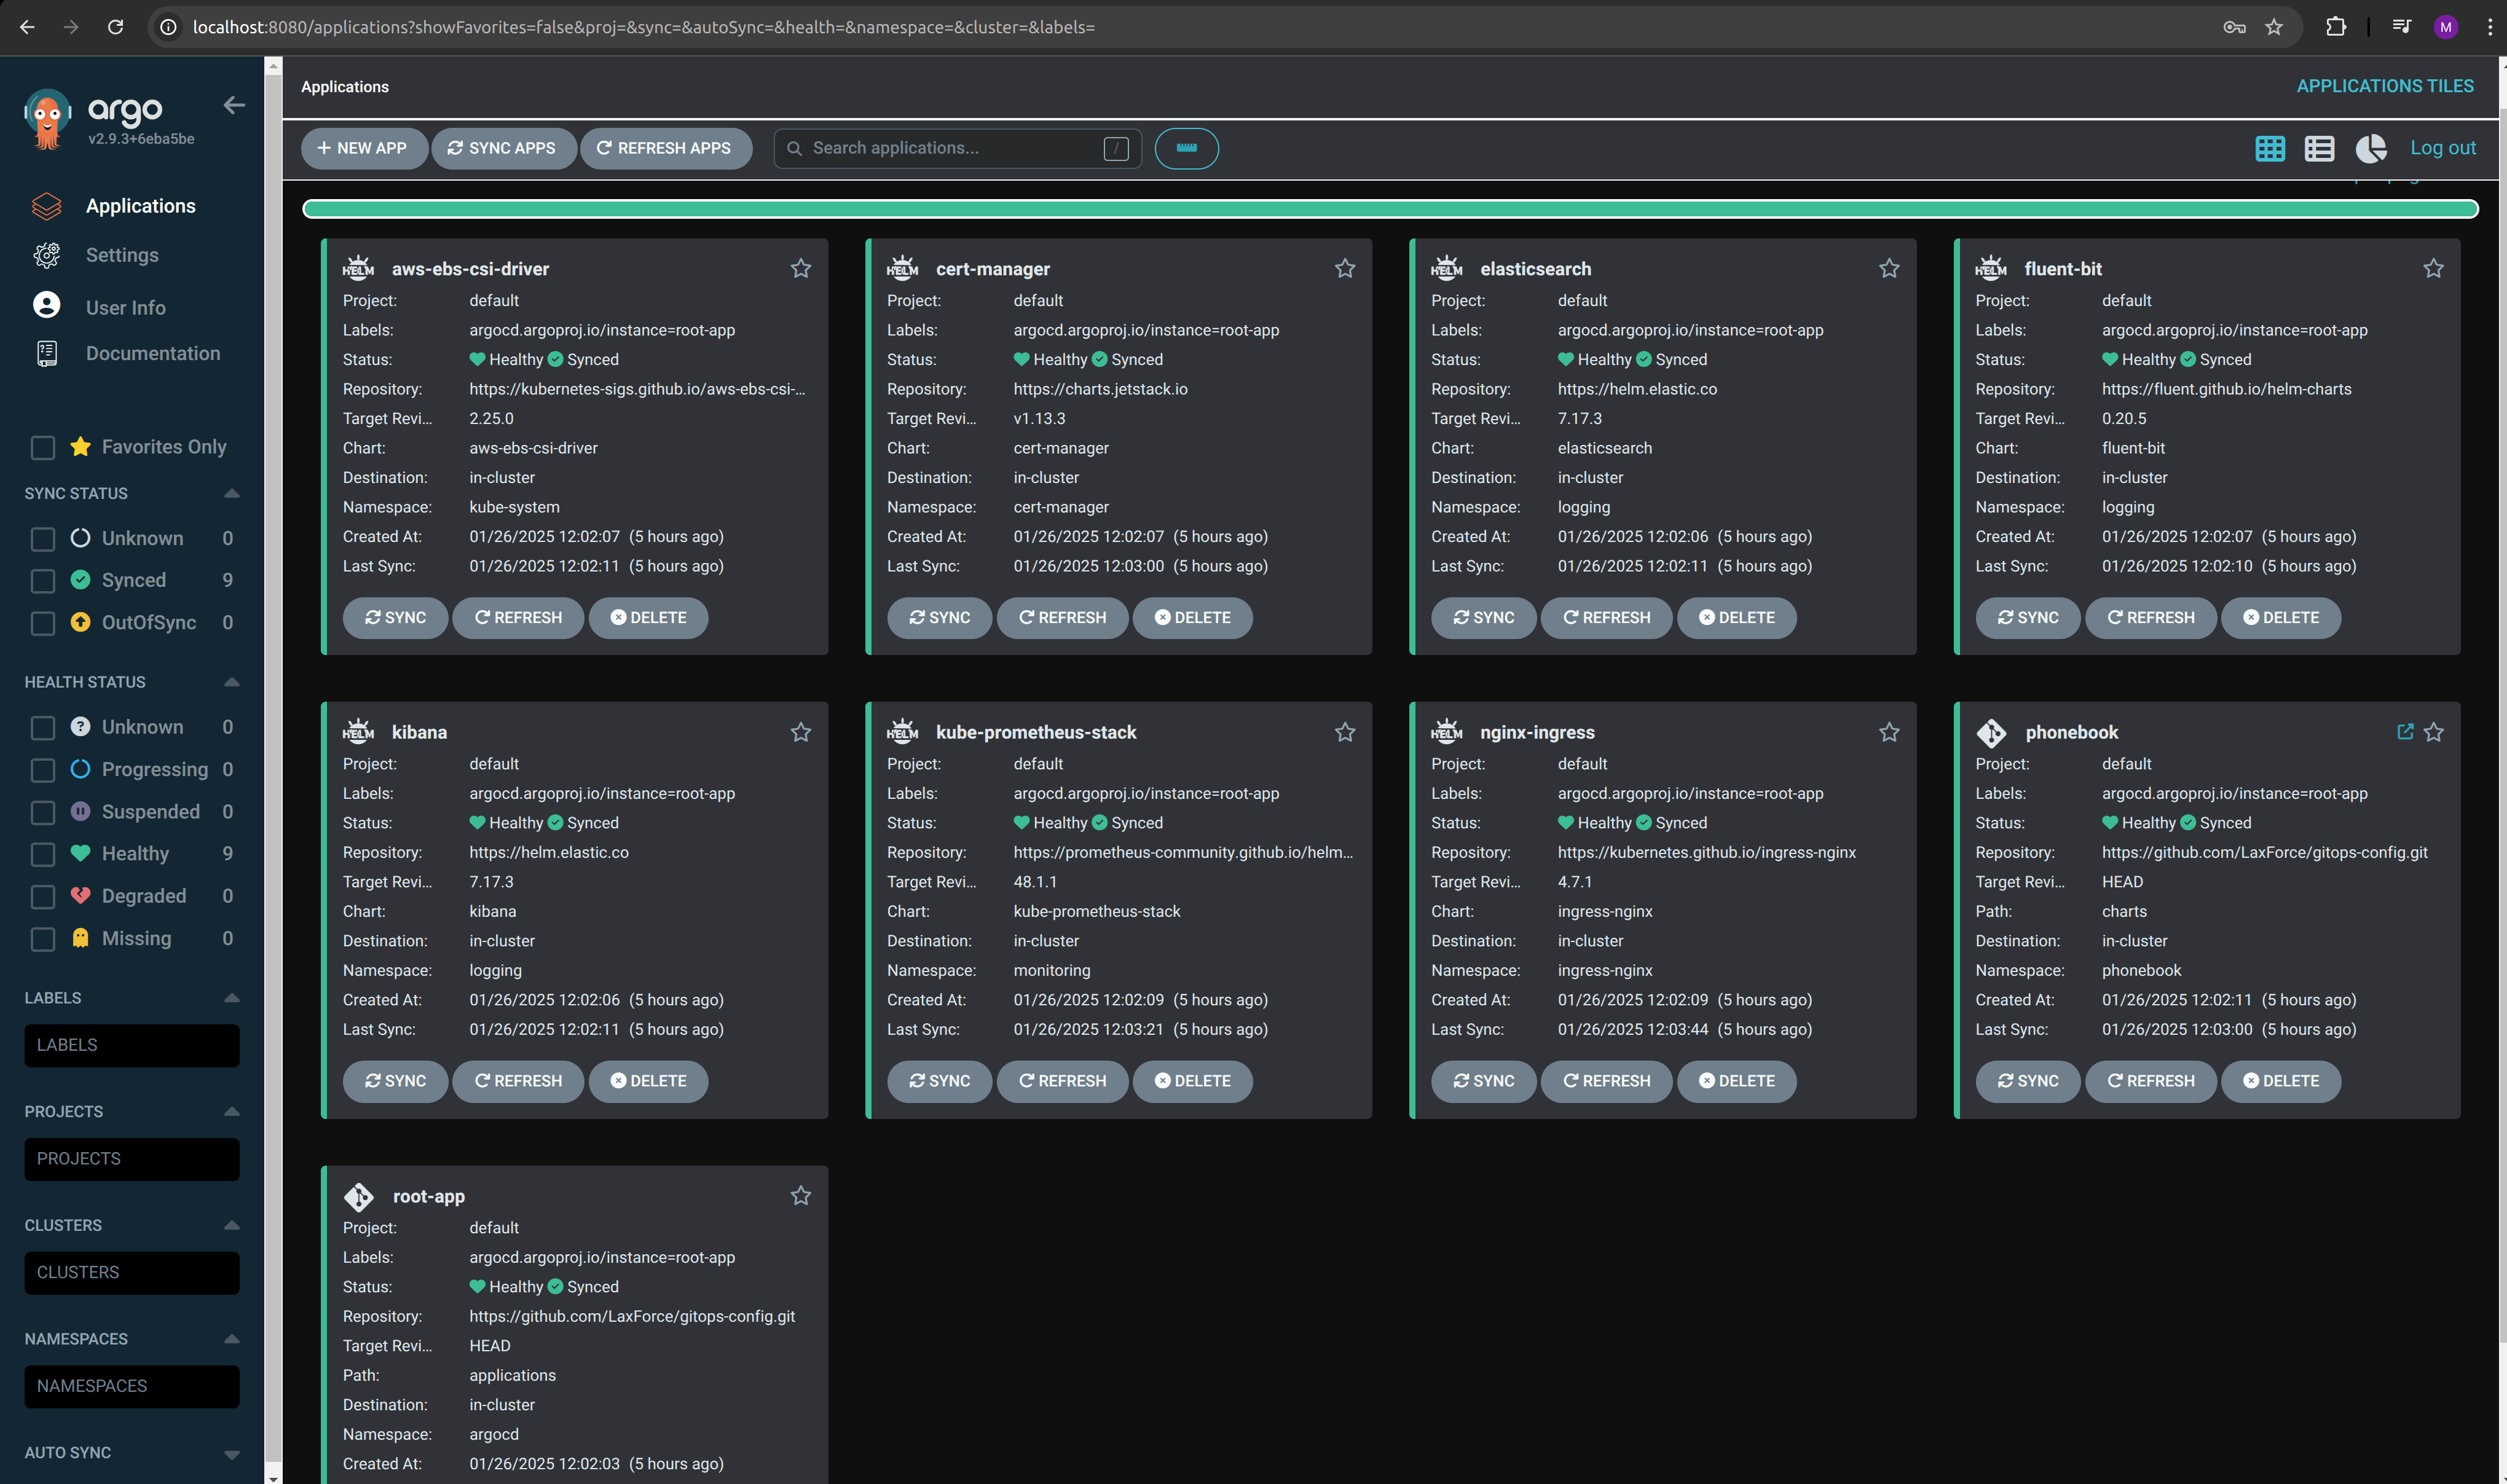 localhost:8080/applications?showFavorites=false&proj=&sync=&autoSync=&health=&namespace=&cluster=&labels=
M
argo
v2.9.3+6eba5be
Applications
Settings
User Info
Documentation
Favorites Only
SYNC STATUS
Unknown 0
Synced 9
OutOfSync 0
HEALTH STATUS
Unknown 0
Progressing 0
Suspended 0
Healthy 9
Degraded 0
Missing 0
LABELS
LABELS
PROJECTS
PROJECTS
CLUSTERS
CLUSTERS
NAMESPACES
NAMESPACES
AUTO SYNC
Applications
APPLICATIONS TILES
NEW APP SYNC APPS REFRESH APPS Search applications... / Log out
HELM aws-ebs-csi-driver
Project: default
Labels: argocd.argoproj.io/instance=root-app
Status: Healthy Synced
Repository: https://kubernetes-sigs.github.io/aws-ebs-csi-...
Target Revi... 2.25.0
Chart: aws-ebs-csi-driver
Destination: in-cluster
Namespace: kube-system
Created At: 01/26/2025 12:02:07 (5 hours ago)
Last Sync: 01/26/2025 12:02:11 (5 hours ago)
SYNC REFRESH DELETE
HELM cert-manager
Project: default
Labels: argocd.argoproj.io/instance=root-app
Status: Healthy Synced
Repository: https://charts.jetstack.io
Target Revi... v1.13.3
Chart: cert-manager
Destination: in-cluster
Namespace: cert-manager
Created At: 01/26/2025 12:02:07 (5 hours ago)
Last Sync: 01/26/2025 12:03:00 (5 hours ago)
SYNC REFRESH DELETE
HELM elasticsearch
Project: default
Labels: argocd.argoproj.io/instance=root-app
Status: Healthy Synced
Repository: https://helm.elastic.co
Target Revi... 7.17.3
Chart: elasticsearch
Destination: in-cluster
Namespace: logging
Created At: 01/26/2025 12:02:06 (5 hours ago)
Last Sync: 01/26/2025 12:02:11 (5 hours ago)
SYNC REFRESH DELETE
HELM fluent-bit
Project: default
Labels: argocd.argoproj.io/instance=root-app
Status: Healthy Synced
Repository: https://fluent.github.io/helm-charts
Target Revi... 0.20.5
Chart: fluent-bit
Destination: in-cluster
Namespace: logging
Created At: 01/26/2025 12:02:07 (5 hours ago)
Last Sync: 01/26/2025 12:02:10 (5 hours ago)
SYNC REFRESH DELETE
HELM kibana
Project: default
Labels: argocd.argoproj.io/instance=root-app
Status: Healthy Synced
Repository: https://helm.elastic.co
Target Revi... 7.17.3
Chart: kibana
Destination: in-cluster
Namespace: logging
Created At: 01/26/2025 12:02:06 (5 hours ago)
Last Sync: 01/26/2025 12:02:11 (5 hours ago)
SYNC REFRESH DELETE
HELM kube-prometheus-stack
Project: default
Labels: argocd.argoproj.io/instance=root-app
Status: Healthy Synced
Repository: https://prometheus-community.github.io/helm...
Target Revi... 48.1.1
Chart: kube-prometheus-stack
Destination: in-cluster
Namespace: monitoring
Created At: 01/26/2025 12:02:09 (5 hours ago)
Last Sync: 01/26/2025 12:03:21 (5 hours ago)
SYNC REFRESH DELETE
HELM nginx-ingress
Project: default
Labels: argocd.argoproj.io/instance=root-app
Status: Healthy Synced
Repository: https://kubernetes.github.io/ingress-nginx
Target Revi... 4.7.1
Chart: ingress-nginx
Destination: in-cluster
Namespace: ingress-nginx
Created At: 01/26/2025 12:02:09 (5 hours ago)
Last Sync: 01/26/2025 12:03:44 (5 hours ago)
SYNC REFRESH DELETE
phonebook
Project: default
Labels: argocd.argoproj.io/instance=root-app
Status: Healthy Synced
Repository: https://github.com/LaxForce/gitops-config.git
Target Revi... HEAD
Path: charts
Destination: in-cluster
Namespace: phonebook
Created At: 01/26/2025 12:02:11 (5 hours ago)
Last Sync: 01/26/2025 12:03:00 (5 hours ago)
SYNC REFRESH DELETE
root-app
Project: default
Labels: argocd.argoproj.io/instance=root-app
Status: Healthy Synced
Repository: https://github.com/LaxForce/gitops-config.git
Target Revi... HEAD
Path: applications
Destination: in-cluster
Namespace: argocd
Created At: 01/26/2025 12:02:03 (5 hours ago)